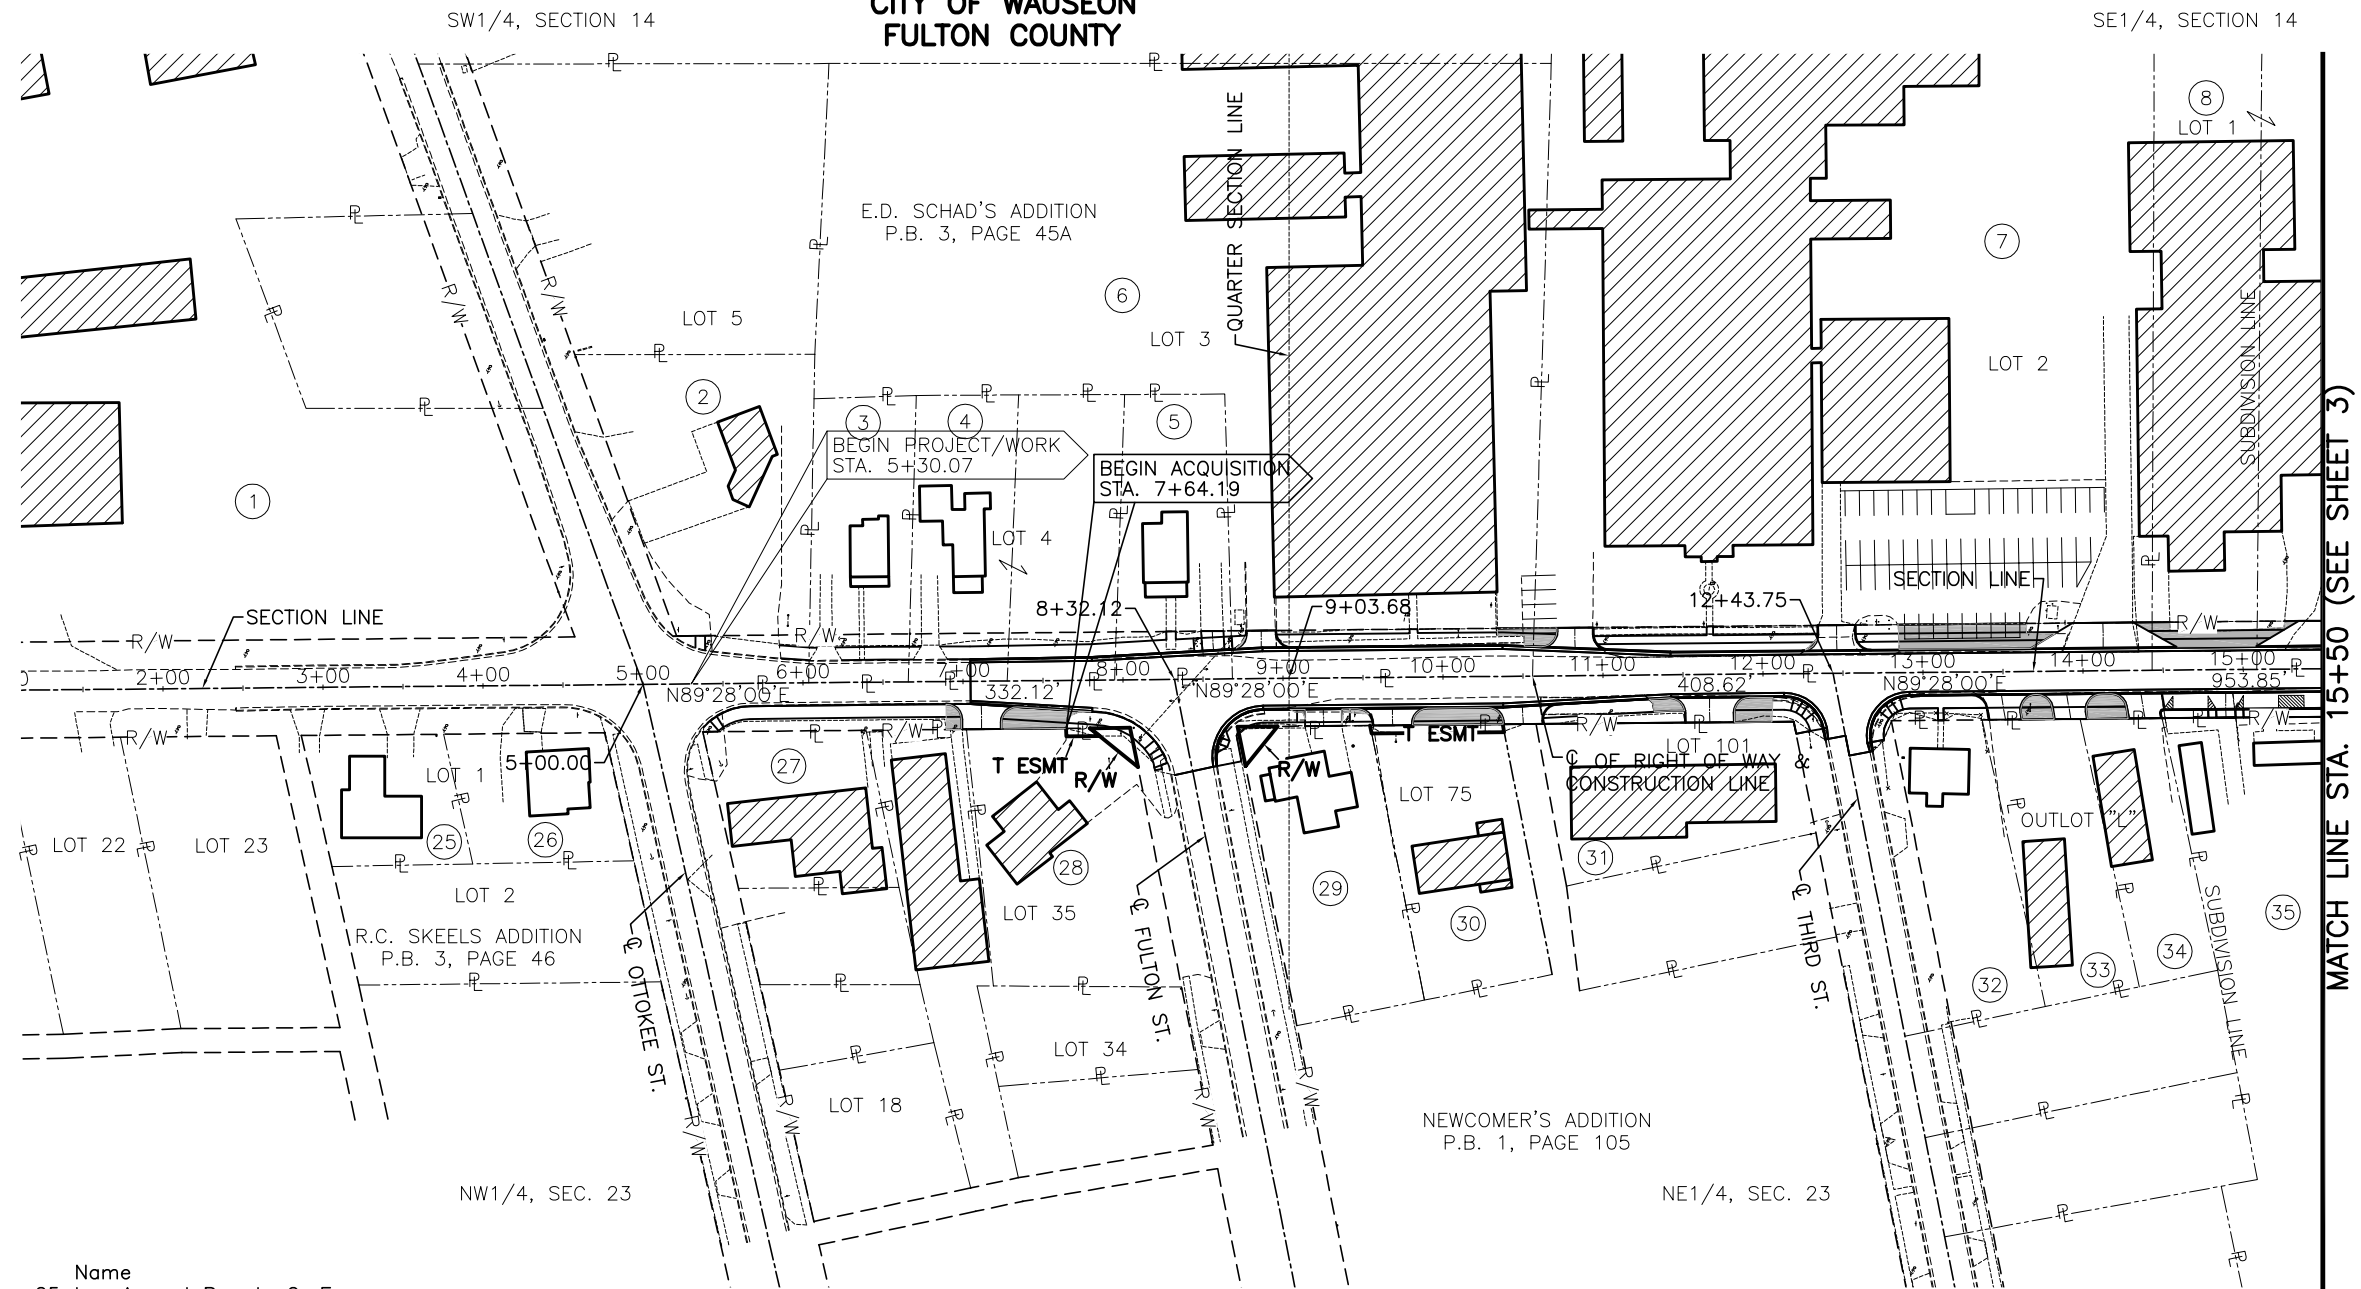 CITY OF WAUSEON
FULTON COUNTY
SW1/4, SECTION 14
SE1/4, SECTION 14
8
LOT 1
QUARTER SECTION LINE
E.D. SCHAD'S ADDITION
P.B. 3, PAGE 45A
7
6
LOT 5
LOT 3
LOT 2
SUBDIVISION LINE
R/W
R/W
2
3
4
5
BEGIN PROJECT/WORK
STA. 5+30.07
BEGIN ACQUISITION
STA. 7+64.19
1
LOT 4
SECTION LINE
SECTION LINE
8+32.12
9+03.68
12+43.75
R/W
R/W
R/W
2+00
3+00
4+00
5+00
6+00
7+00
8+00
9+00
10+00
11+00
12+00
13+00
14+00
15+00
N89°28'00"E
332.12'
N89°28'00"E
408.62'
N89°28'00"E
953.85'
R/W
R/W
R/W
R/W
T ESMT
T ESMT
R/W
R/W
5+00.00
LOT 1
27
LOT 101
℄ OF RIGHT OF WAY &
CONSTRUCTION LINE
LOT 75
LOT 22
LOT 23
25
26
28
29
30
31
OUTLOT "L"
LOT 2
LOT 35
R.C. SKEELS ADDITION
P.B. 3, PAGE 46
℄ OTTOKEE ST.
℄ FULTON ST.
℄ THIRD ST.
32
33
34
35
SUBDIVISION LINE
LOT 34
LOT 18
R/W
R/W
R/W
R/W
NEWCOMER'S ADDITION
P.B. 1, PAGE 105
NW1/4, SEC. 23
NE1/4, SEC. 23
MATCH LINE STA. 15+50 (SEE SHEET 3)
Name